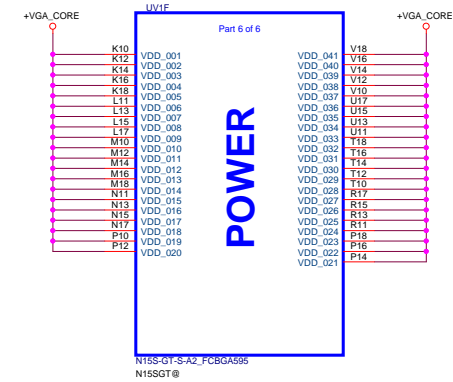 +VGA_CORE
UV1F
+VGA_CORE
Part 6 of 6
K10 VDD_001
K12 VDD_002
K14 VDD_003
K16 VDD_004
K18 VDD_005
L11 VDD_006
L13 VDD_007
L15 VDD_008
L17 VDD_009
M10 VDD_010
M12 VDD_011
M14 VDD_012
M16 VDD_013
M18 VDD_014
N11 VDD_015
N13 VDD_016
N15 VDD_017
N17 VDD_018
P10 VDD_019
P12 VDD_020
POWER
VDD_041 V18
VDD_040 V16
VDD_039 V14
VDD_038 V12
VDD_037 V10
VDD_036 U17
VDD_035 U15
VDD_034 U13
VDD_033 U11
VDD_032 T18
VDD_031 T16
VDD_030 T14
VDD_029 T12
VDD_028 T10
VDD_027 R17
VDD_026 R15
VDD_025 R13
VDD_024 R11
VDD_023 P18
VDD_022 P16
VDD_021 P14
N15S-GT-S-A2_FCBGA595
N15SGT@